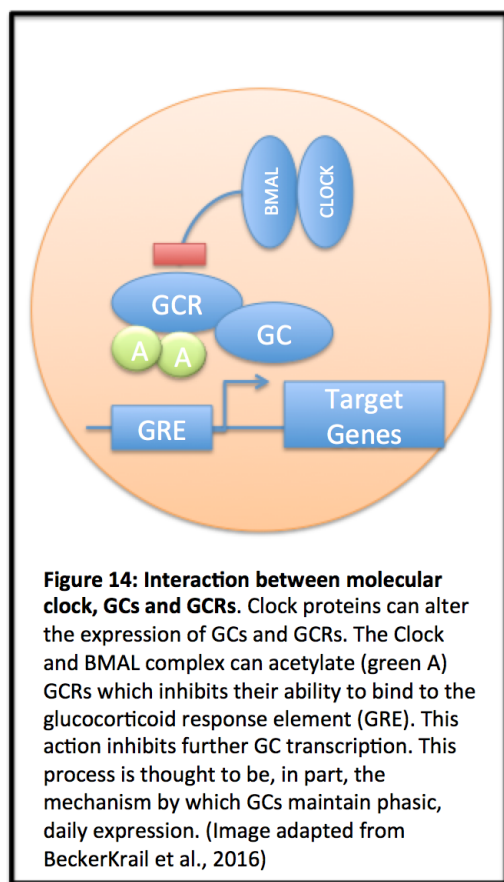 BMAL
CLOCK
GCR
A
A
GC
GRE
Target
Genes
Figure 14: Interaction between molecular
clock, GCs and GCRs. Clock proteins can alter
the expression of GCs and GCRs. The Clock
and BMAL complex can acetylate (green A)
GCRs which inhibits their ability to bind to the
glucocorticoid response element (GRE). This
action inhibits further GC transcription. This
process is thought to be, in part, the
mechanism by which GCs maintain phasic,
daily expression. (Image adapted from
BeckerKrail et al., 2016)